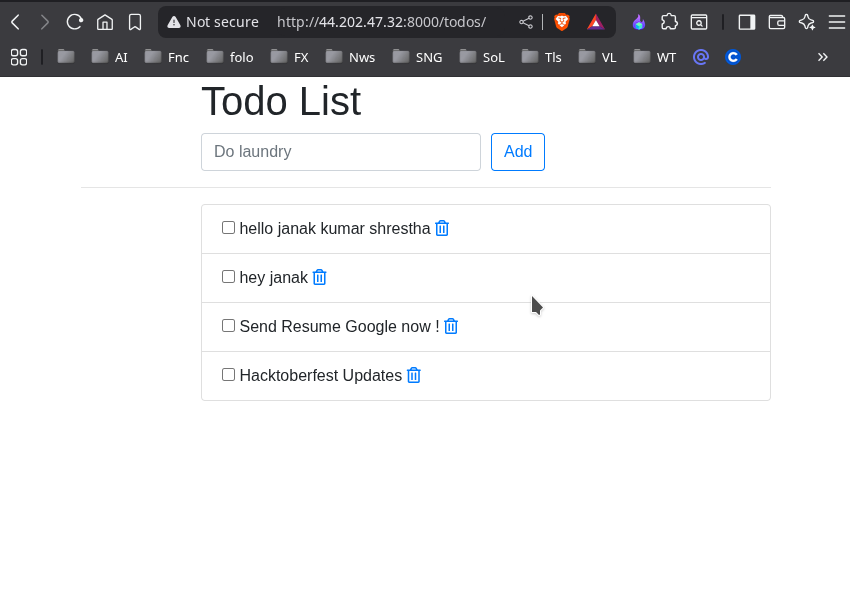 Not secure http://44.202.47.32:8000/todos/
AI Fnc folo FX Nws SNG SoL Tls VL WT @ C »
Todo List
Do laundry Add
hello janak kumar shrestha
hey janak
Send Resume Google now !
Hacktoberfest Updates